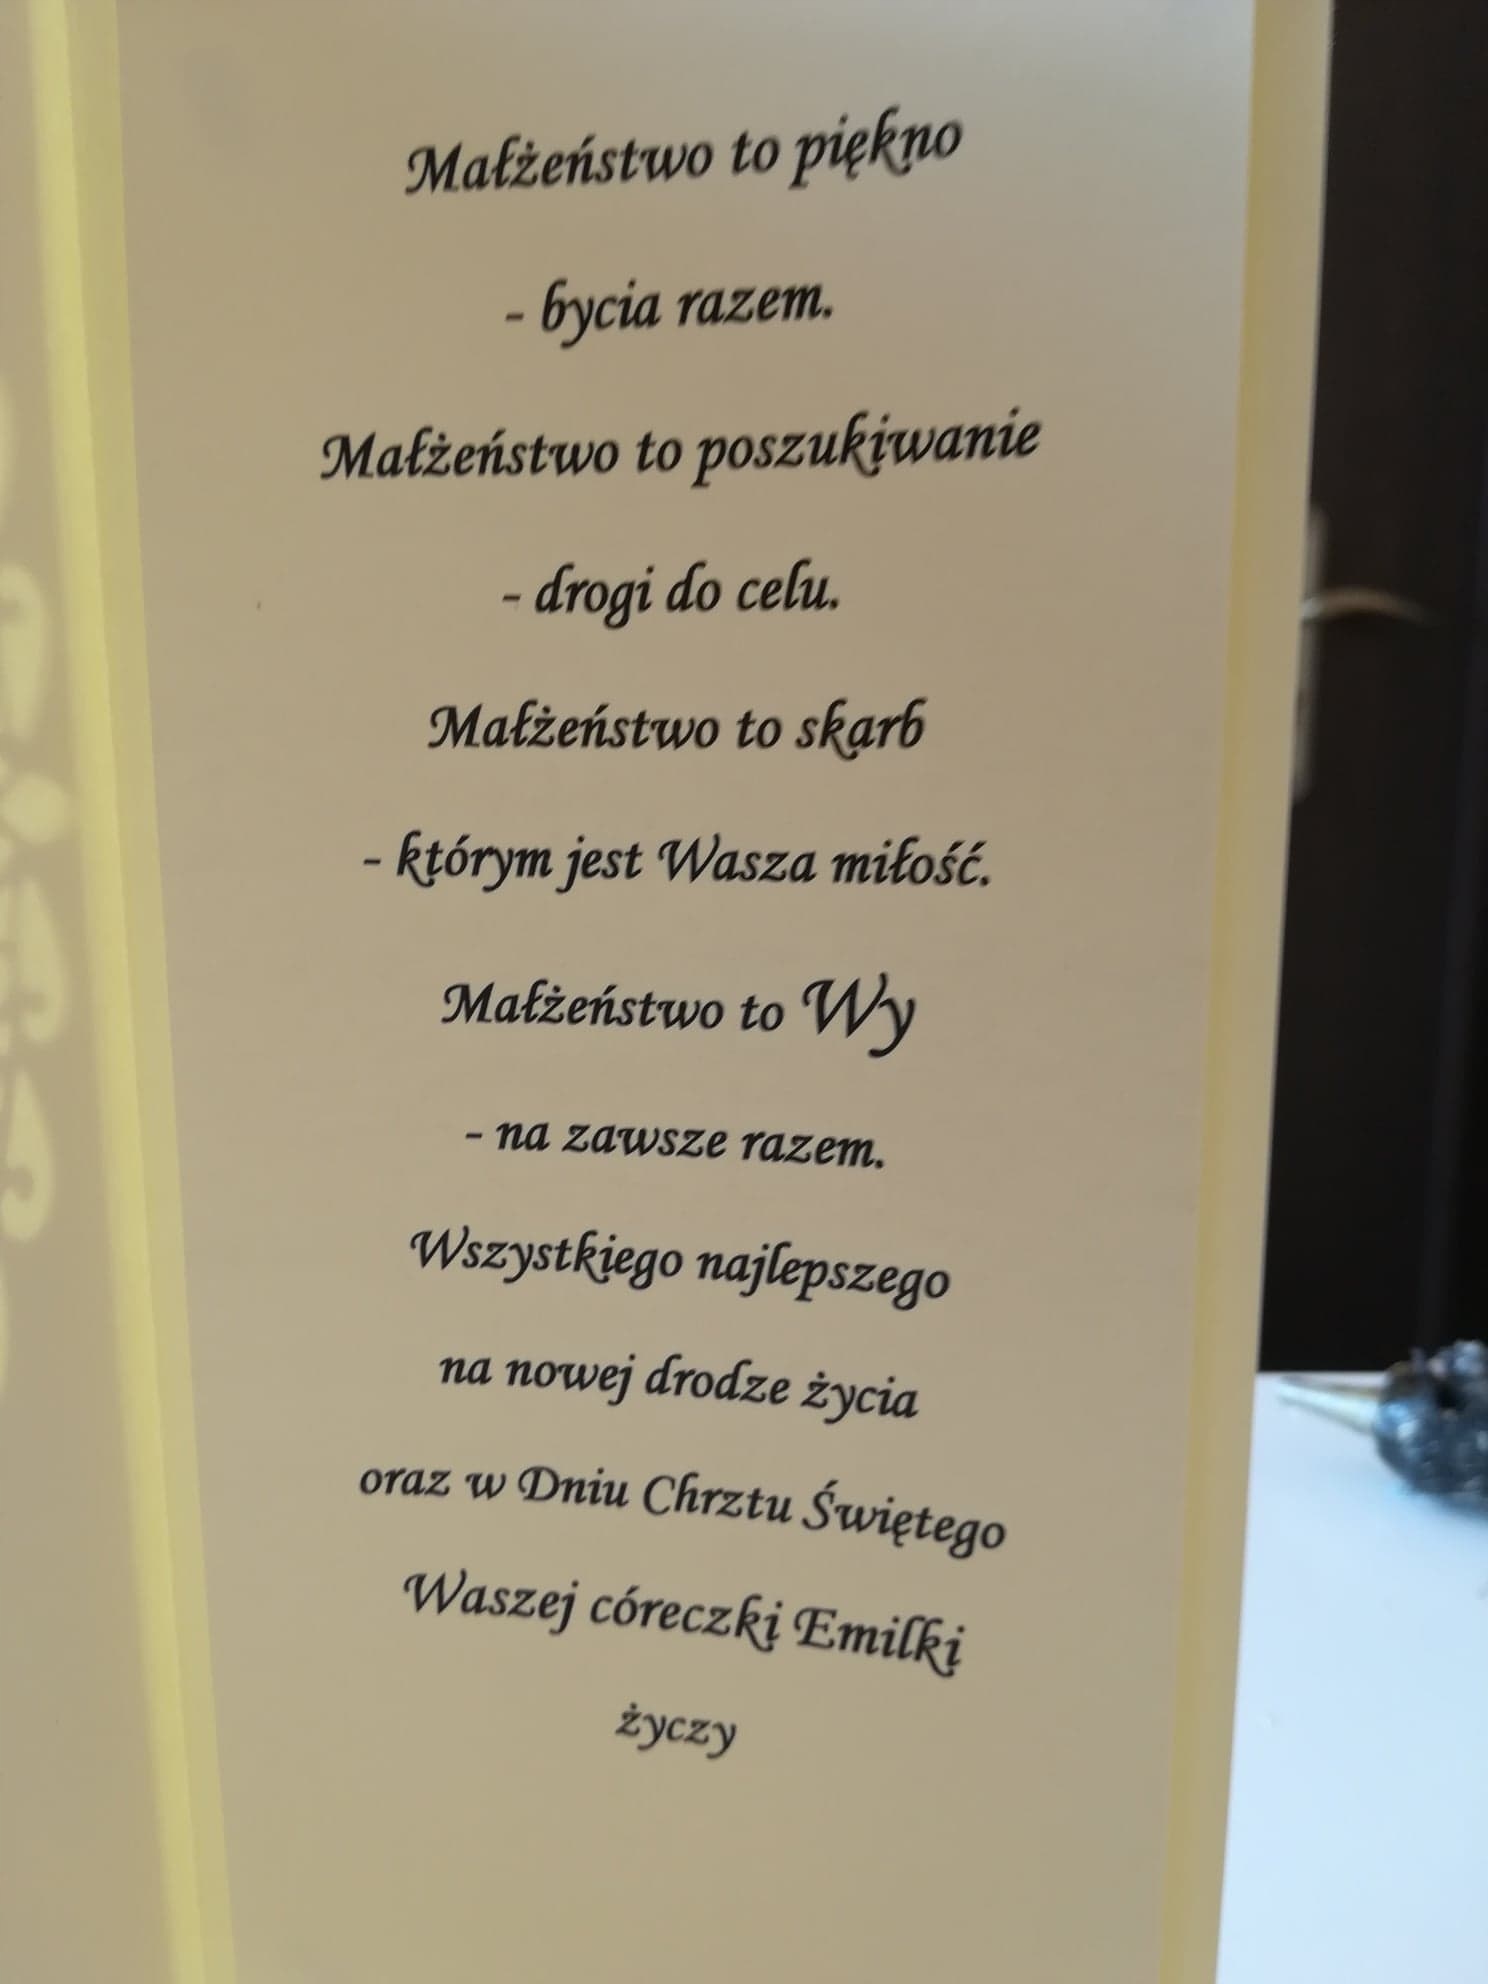 Małżeństwo to piękno
- bycia razem.
Małżeństwo to poszukiwanie
- drogi do celu.
Małżeństwo to skarb
- którym jest Wasza miłość.
Małżeństwo to Wy
- na zawsze razem.
Wszystkiego najlepszego
na nowej drodze życia
oraz w Dniu Chrztu Świętego
Waszej córeczki Emilki
życzy